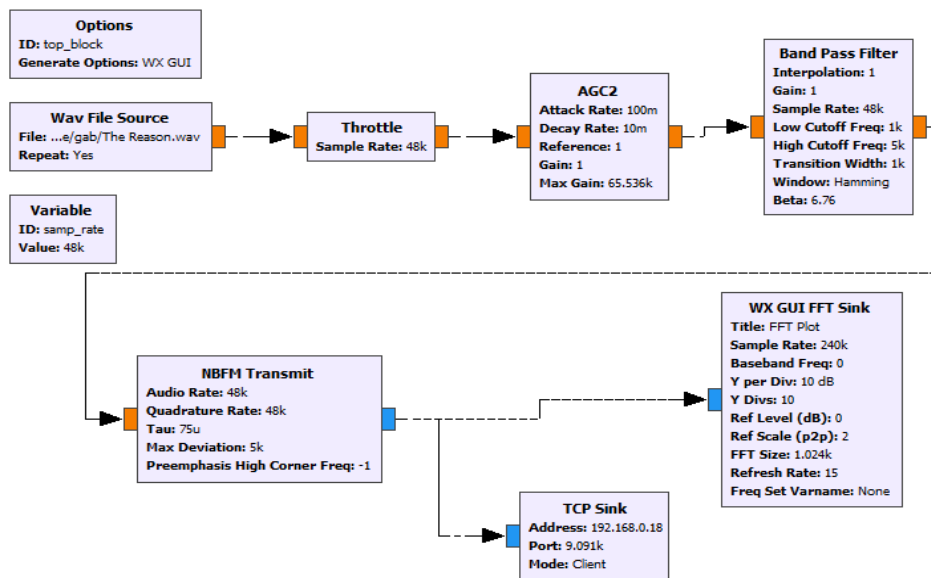 Options
ID: top_block
Generate Options: WX GUI
Wav File Source
File: ...e/gab/The Reason.wav
Repeat: Yes
Throttle
Sample Rate: 48k
AGC2
Attack Rate: 100m
Decay Rate: 10m
Reference: 1
Gain: 1
Max Gain: 65.536k
Band Pass Filter
Interpolation: 1
Gain: 1
Sample Rate: 48k
Low Cutoff Freq: 1k
High Cutoff Freq: 5k
Transition Width: 1k
Window: Hamming
Beta: 6.76
Variable
ID: samp_rate
Value: 48k
NBFM Transmit
Audio Rate: 48k
Quadrature Rate: 48k
Tau: 75u
Max Deviation: 5k
Preemphasis High Corner Freq: -1
WX GUI FFT Sink
Title: FFT Plot
Sample Rate: 240k
Baseband Freq: 0
Y per Div: 10 dB
Y Divs: 10
Ref Level (dB): 0
Ref Scale (p2p): 2
FFT Size: 1.024k
Refresh Rate: 15
Freq Set Varname: None
TCP Sink
Address: 192.168.0.18
Port: 9.091k
Mode: Client